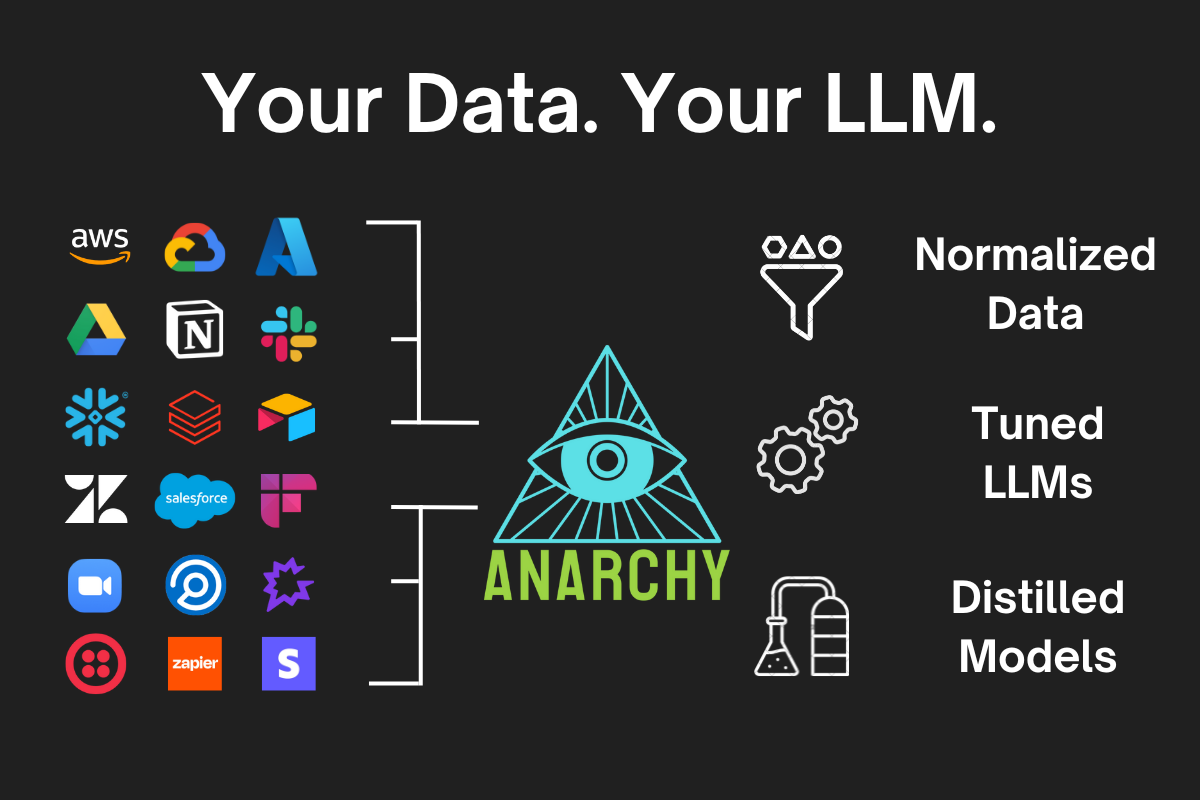 Your Data. Your LLM.
aws
N
salesforce
zapier
S
ANARCHY
Normalized
Data
Tuned
LLMs
Distilled
Models